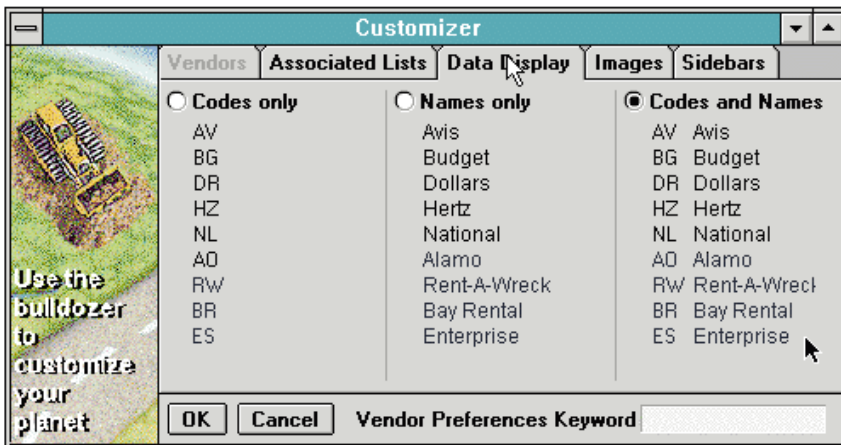 Customizer
Vendors Associated Lists Data Display Images Sidebars
Codes only
AV
BG
DR
HZ
NL
AO
RW
BR
ES
Names only
Avis
Budget
Dollars
Hertz
National
Alamo
Rent-A-Wreck
Bay Rental
Enterprise
Codes and Names
AV Avis
BG Budget
DR Dollars
HZ Hertz
NL National
AO Alamo
RW Rent-A-Wreck
BR Bay Rental
ES Enterprise
Use the
bulldozer
to
customize
your
planet
OK Cancel Vendor Preferences Keyword